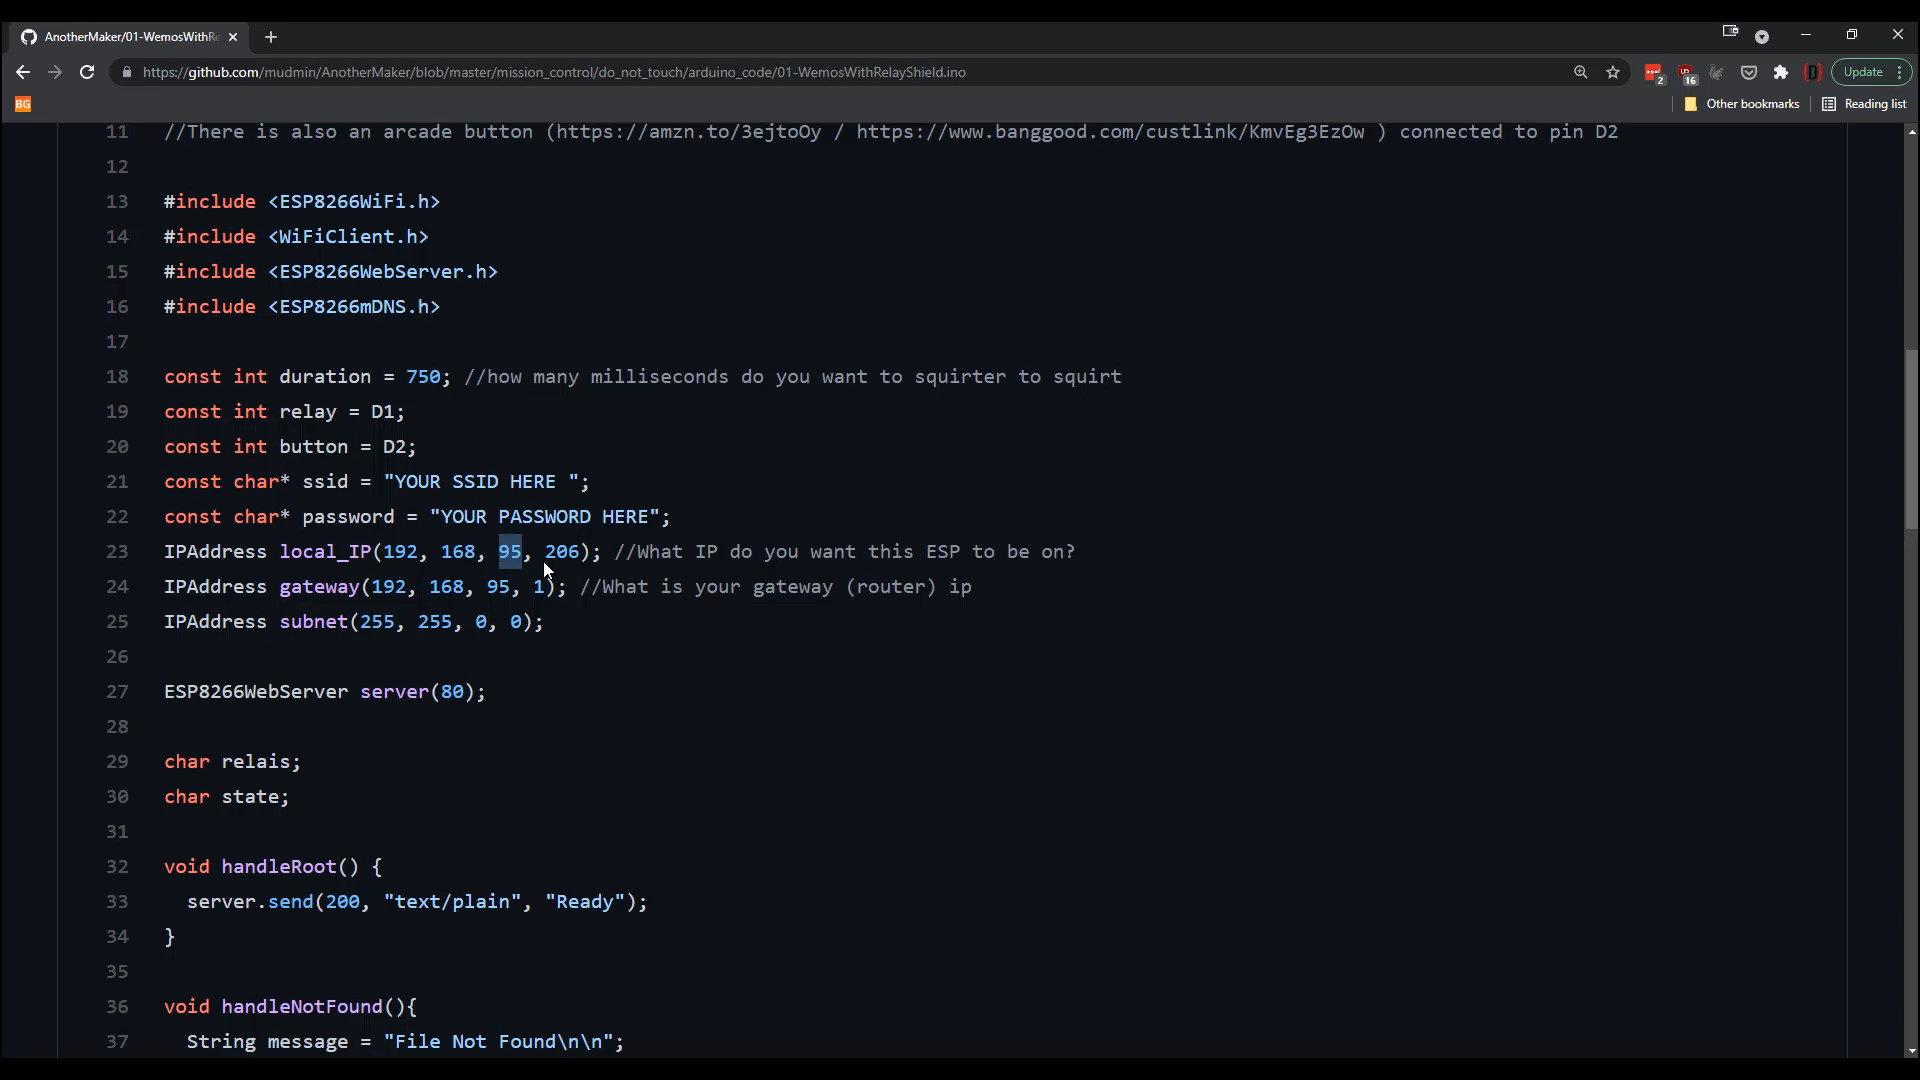 AnotherMaker/01-WemosWithRe
https://github.com/mudmin/AnotherMaker/blob/master/mission_control/do_not_touch/arduino_code/01-WemosWithRelayShield.ino
2
16
Update
BG
Other bookmarks
Reading list
11 //There is also an arcade button (https://amzn.to/3ejtoOy / https://www.banggood.com/custlink/KmvEg3EzOw ) connected to pin D2
12
13 #include <ESP8266WiFi.h>
14 #include <WiFiClient.h>
15 #include <ESP8266WebServer.h>
16 #include <ESP8266mDNS.h>
17
18 const int duration = 750; //how many milliseconds do you want to squirter to squirt
19 const int relay = D1;
20 const int button = D2;
21 const char* ssid = "YOUR SSID HERE ";
22 const char* password = "YOUR PASSWORD HERE";
23 IPAddress local_IP(192, 168, 95, 206); //What IP do you want this ESP to be on?
24 IPAddress gateway(192, 168, 95, 1); //What is your gateway (router) ip
25 IPAddress subnet(255, 255, 0, 0);
26
27 ESP8266WebServer server(80);
28
29 char relais;
30 char state;
31
32 void handleRoot() {
33 server.send(200, "text/plain", "Ready");
34 }
35
36 void handleNotFound(){
37 String message = "File Not Found\n\n";